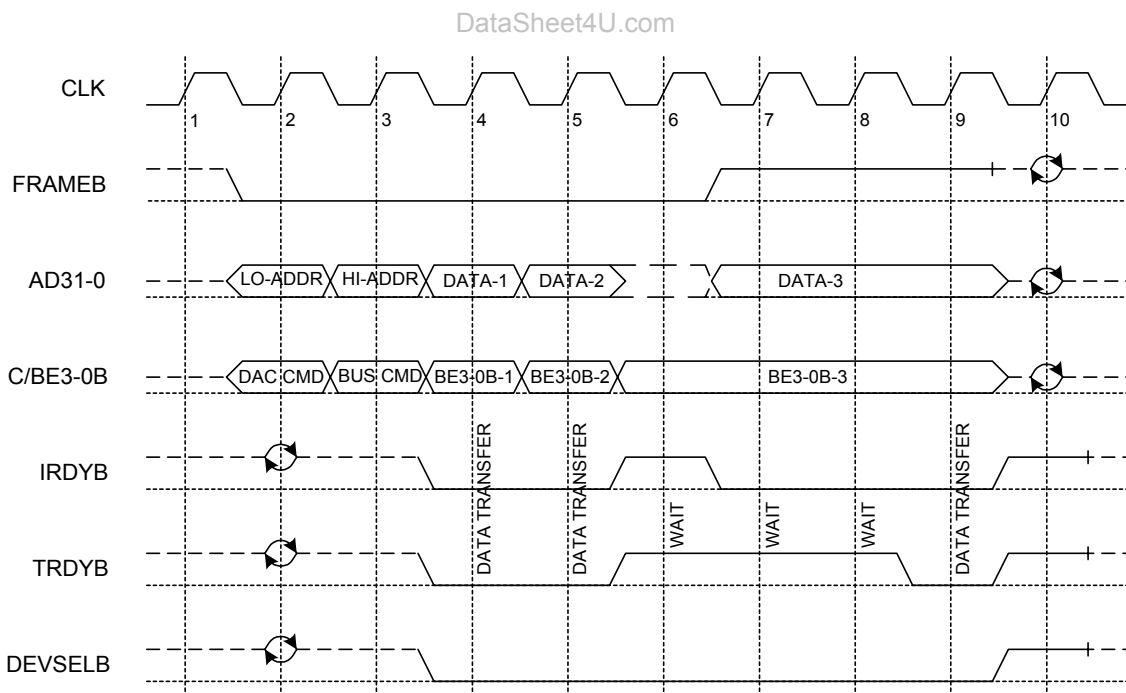 DataSheet4U.com
CLK
1 2 3 4 5 6 7 8 9 10
FRAMEB
AD31-0 LO-ADDR HI-ADDR DATA-1 DATA-2 DATA-3
C/BE3-0B DAC CMD BUS CMD BE3-0B-1 BE3-0B-2 BE3-0B-3
IRDYB
DATA TRANSFER
DATA TRANSFER
WAIT
WAIT
WAIT
DATA TRANSFER
TRDYB
DEVSELB